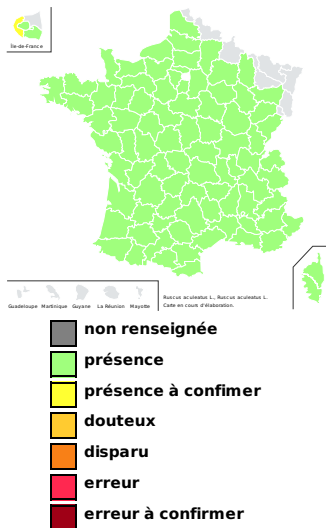 Île-de-France
Guadeloupe Martinique Guyane La Réunion Mayotte
Ruscus aculeatus L., Ruscus aculeatus L.
Carte en cours d'élaboration.
non renseignée
présence
présence à confimer
douteux
disparu
erreur
erreur à confirmer